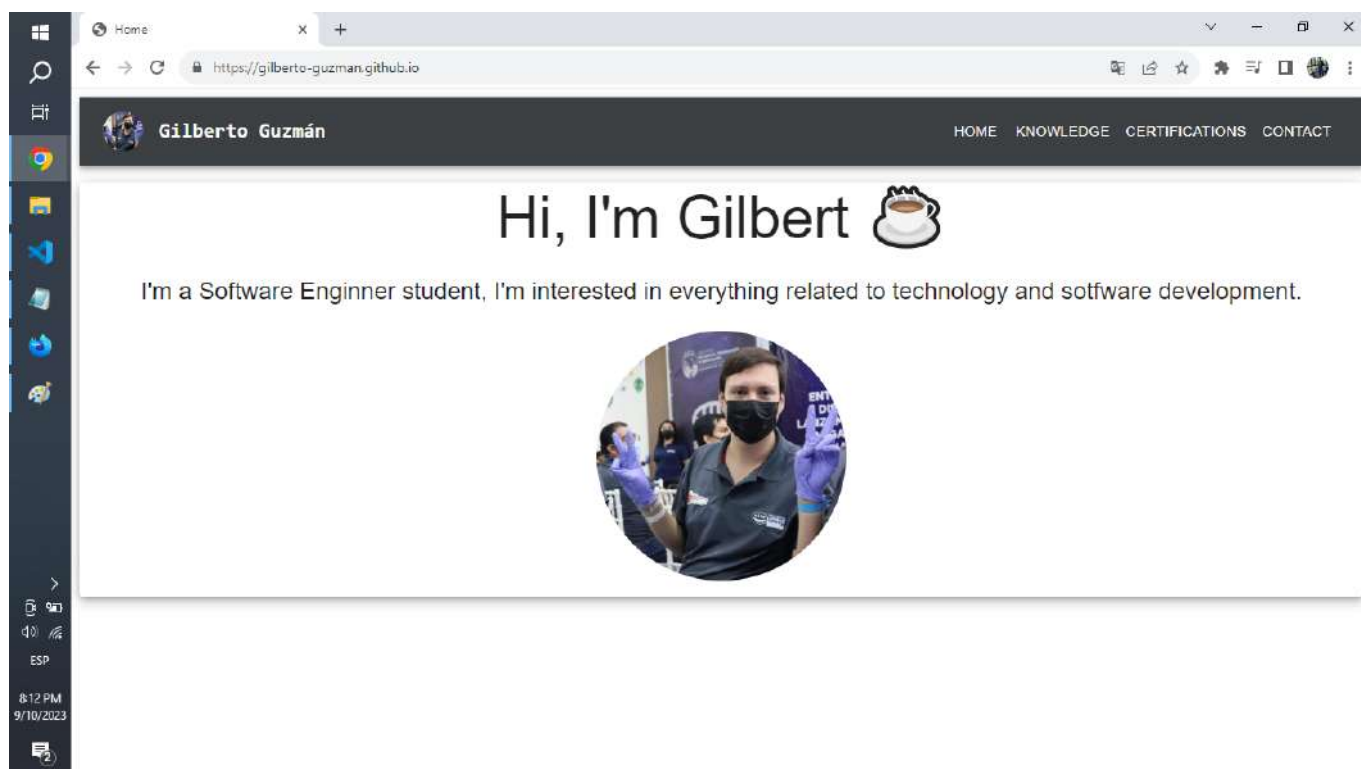 Home
https://gilberto-guzman.github.io
Gilberto Guzmán
HOME KNOWLEDGE CERTIFICATIONS CONTACT
Hi, I'm Gilbert
I'm a Software Enginner student, I'm interested in everything related to technology and sotfware development.
ESP
8:12 PM
9/10/2023
2